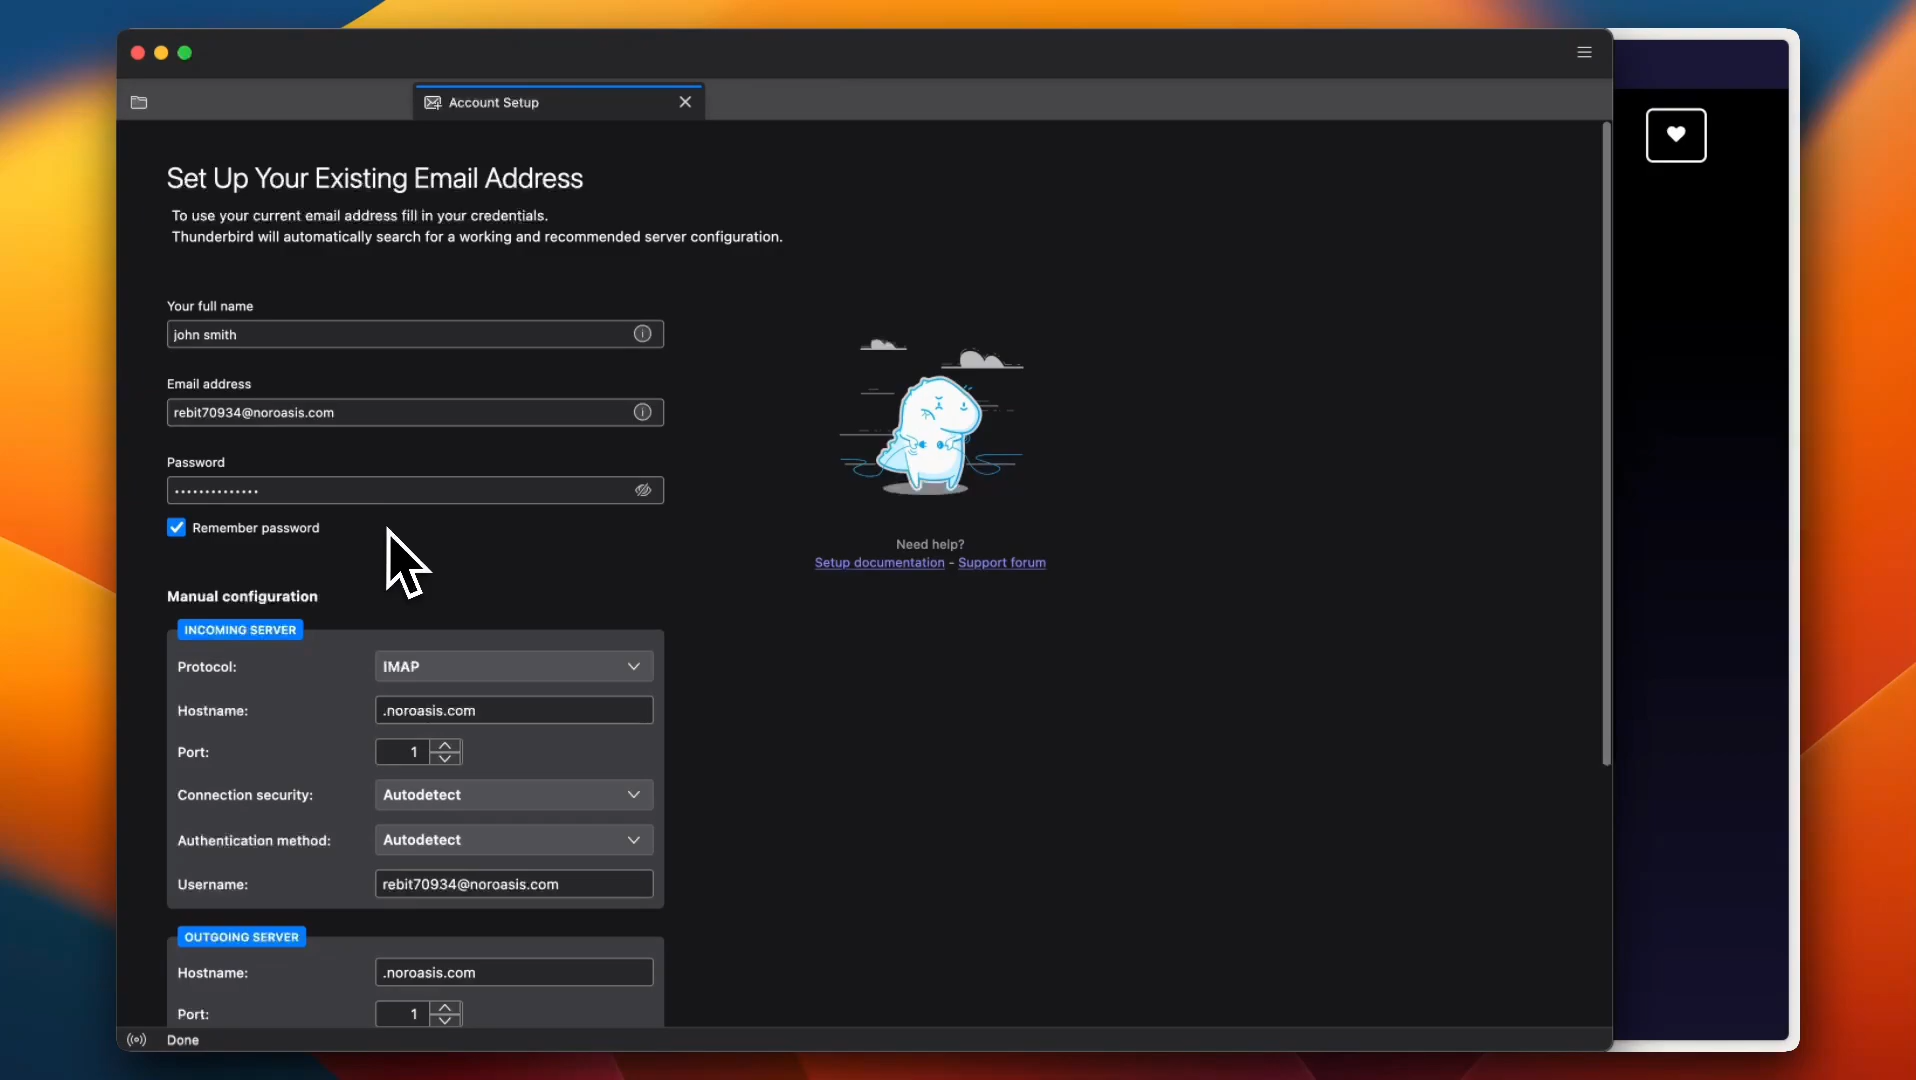 Account Setup
Set Up Your Existing Email Address
To use your current email address fill in your credentials.
Thunderbird will automatically search for a working and recommended server configuration.
Your full name
john smith
Email address
rebit70934@noroasis.com
Password
Remember password
Need help?
Setup documentation - Support forum
Manual configuration
INCOMING SERVER
Protocol: IMAP
Hostname: .noroasis.com
Port: 1
Connection security: Autodetect
Authentication method: Autodetect
Username: rebit70934@noroasis.com
OUTGOING SERVER
Hostname: .noroasis.com
Port: 1
Done